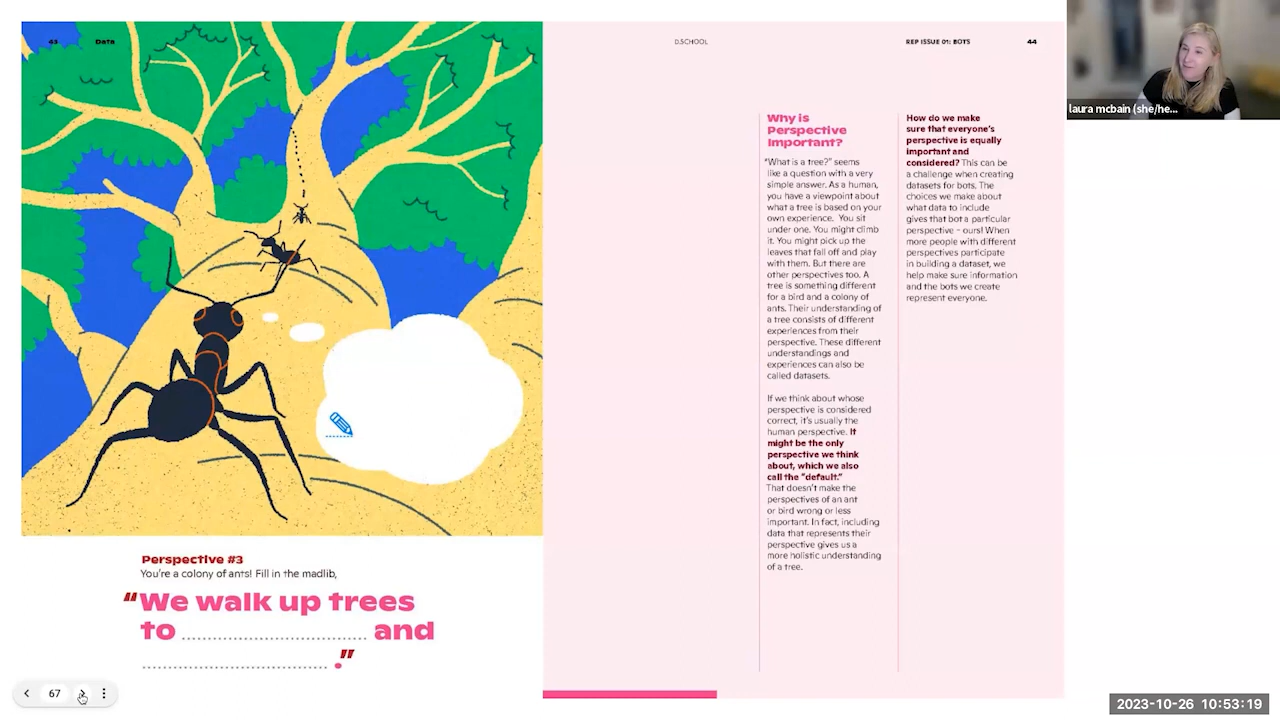 43 Data
D.SCHOOL
REP ISSUE 01: BOTS 44
laura mcbain (she/he...
Perspective #3
You're a colony of ants! Fill in the madlib,
"We walk up trees
to ................................ and
................................ ."
Why is
Perspective
Important?
"What is a tree?" seems
like a question with a very
simple answer. As a human,
you have a viewpoint about
what a tree is based on your
own experience. You sit
under one. You might climb
it. You might pick up the
leaves that fall off and play
with them. But there are
other perspectives too. A
tree is something different
for a bird and a colony of
ants. Their understanding of
a tree consists of different
experiences from their
perspective. These different
understandings and
experiences can also be
called datasets.
If we think about whose
perspective is considered
correct, it's usually the
human perspective. It
might be the only
perspective we think
about, which we also
call the "default."
That doesn't make the
perspectives of an ant
or bird wrong or less
important. In fact, including
data that represents their
perspective gives us a
more holistic understanding
of a tree.
How do we make
sure that everyone's
perspective is equally
important and
considered? This can be
a challenge when creating
datasets for bots. The
choices we make about
what data to include
gives that bot a particular
perspective – ours! When
more people with different
perspectives participate
in building a dataset, we
help make sure information
and the bots we create
represent everyone.
67
2023-10-26 10:53:19